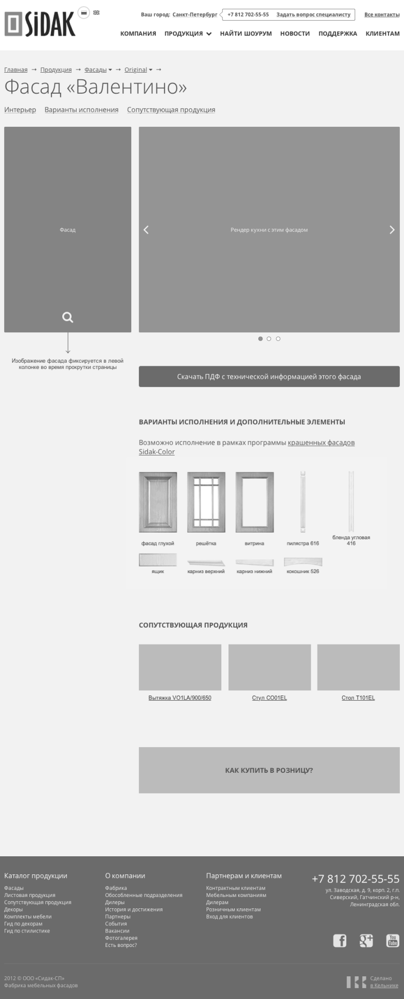 SiDAK
Ваш город: Санкт-Петербург +7 812 702-55-55 Задать вопрос специалисту Все контакты
КОМПАНИЯ ПРОДУКЦИЯ НАЙТИ ШОУРУМ НОВОСТИ ПОДДЕРЖКА КЛИЕНТАМ
Главная → Продукция → Фасады → Original →
Фасад «Валентино»
Интерьер Варианты исполнения Сопутствующая продукция
Фасад
Рендер кухни с этим фасадом
Изображение фасада фиксируется в левой
колонке во время прокрутки страницы
Скачать ПДФ с технической информацией этого фасада
ВАРИАНТЫ ИСПОЛНЕНИЯ И ДОПОЛНИТЕЛЬНЫЕ ЭЛЕМЕНТЫ
Возможно исполнение в рамках программы крашенных фасадов
Sidak-Color
фасад глухой решётка витрина пилястра 616 бленда угловая
416
ящик карниз верхний карниз нижний кокошник 526
СОПУТСТВУЮЩАЯ ПРОДУКЦИЯ
Вытяжка VO1LA/900/650 Стул CO01EL Стол T101EL
КАК КУПИТЬ В РОЗНИЦУ?
Каталог продукции
Фасады
Листовая продукция
Сопутствующая продукция
Декоры
Комплекты мебели
Гид по декорам
Гид по стилистике
О компании
Фабрика
Обособленные подразделения
Дилеры
История и достижения
Партнеры
События
Вакансии
Фотогалерея
Есть вопрос?
Партнерам и клиентам
Контрактным клиентам
Мебельным компаниям
Дилерам
Розничным клиентам
Вход для клиентов
+7 812 702-55-55
ул. Заводская, д. 9, корп. 2, г.п.
Сиверский, Гатчинский р-н,
Ленинградская обл.
You
Tube
2012 © ООО «Сидак-СП»
Фабрика мебельных фасадов
Сделано
в Кельнике